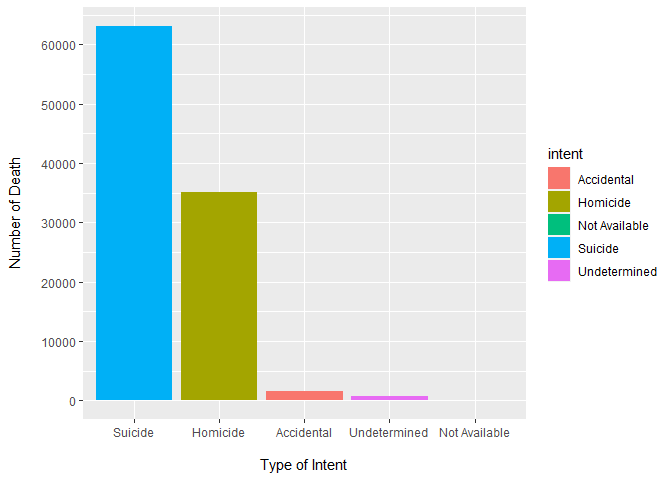 60000
50000
40000
30000
20000
10000
0
Number of Death
Suicide
Homicide
Accidental
Undetermined
Not Available
Type of Intent
intent
Accidental
Homicide
Not Available
Suicide
Undetermined